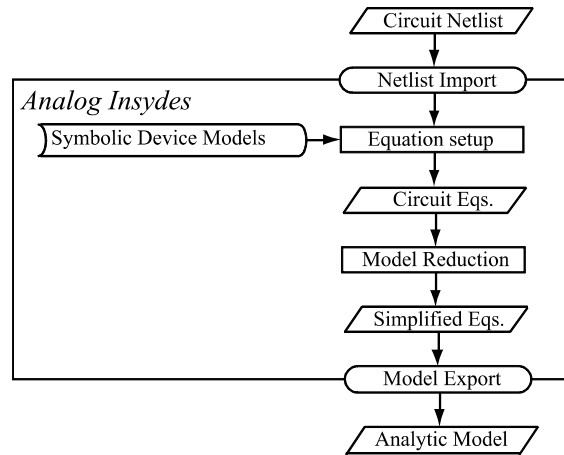 Circuit Netlist
Netlist Import
Analog Insydes
Symbolic Device Models
Equation setup
Circuit Eqs.
Model Reduction
Simplified Eqs.
Model Export
Analytic Model